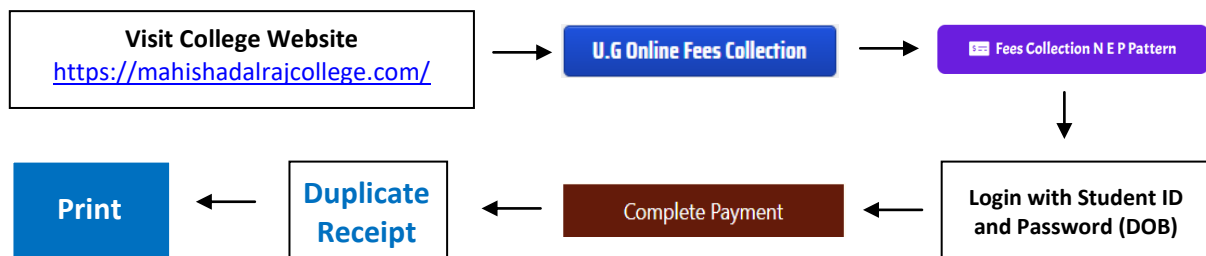 Visit College Website
https://mahishadalrajcollege.com/
U.G Online Fees Collection
Fees Collection N E P Pattern
Login with Student ID
and Password (DOB)
Complete Payment
Duplicate
Receipt
Print